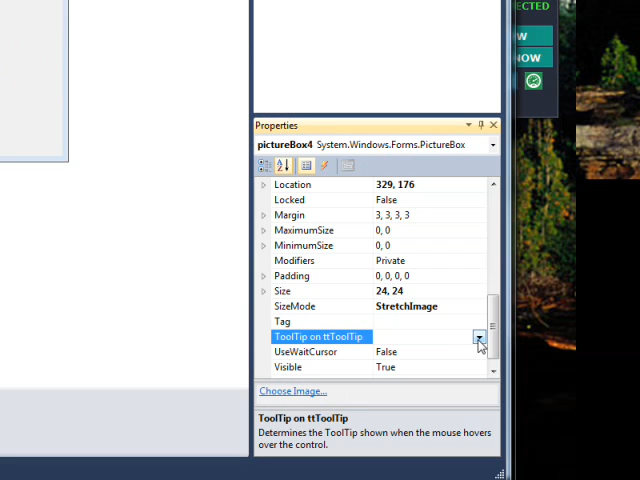 ECTED
W
NOW
Properties
pictureBox4 System.Windows.Forms.PictureBox
Location 329, 176
Locked False
Margin 3, 3, 3, 3
MaximumSize 0, 0
MinimumSize 0, 0
Modifiers Private
Padding 0, 0, 0, 0
Size 24, 24
SizeMode StretchImage
Tag
ToolTip on ttToolTip
UseWaitCursor False
Visible True
Choose Image...
ToolTip on ttToolTip
Determines the ToolTip shown when the mouse hovers
over the control.